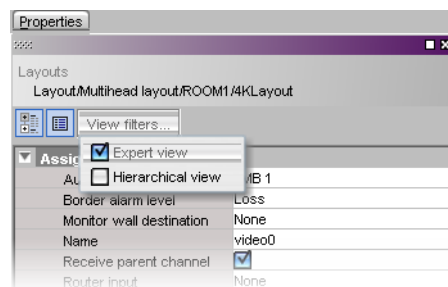 Properties
Layouts
Layout/Multihead layout/ROOM1/4KLayout
View filters...
Expert view
Hierarchical view
Assig
Au MB 1
Border alarm level Loss
Monitor wall destination None
Name video0
Receive parent channel
Router input None